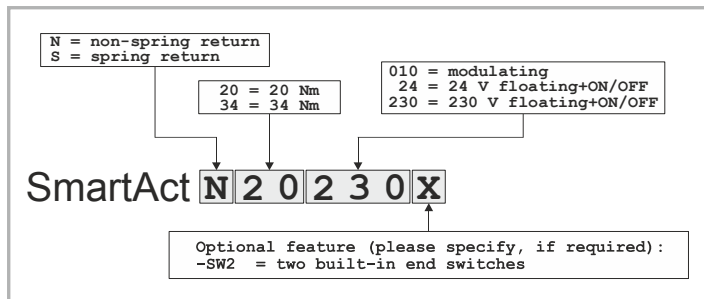 N = non-spring return
S = spring return
20 = 20 Nm
34 = 34 Nm
010 = modulating
24 = 24 V floating+ON/OFF
230 = 230 V floating+ON/OFF
SmartAct N 2 0 2 3 0 X
Optional feature (please specify, if required):
-SW2 = two built-in end switches